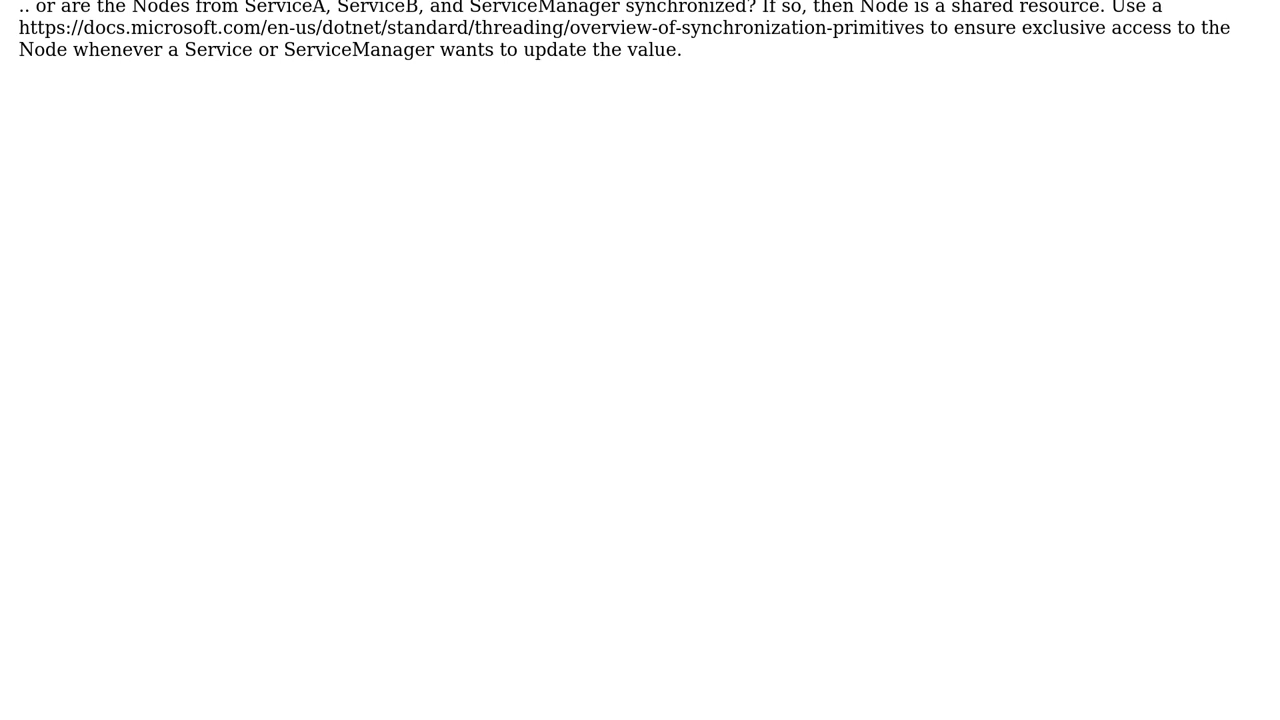 .. or are the Nodes from ServiceA, ServiceB, and ServiceManager synchronized? If so, then Node is a shared resource. Use a
https://docs.microsoft.com/en-us/dotnet/standard/threading/overview-of-synchronization-primitives to ensure exclusive access to the
Node whenever a Service or ServiceManager wants to update the value.